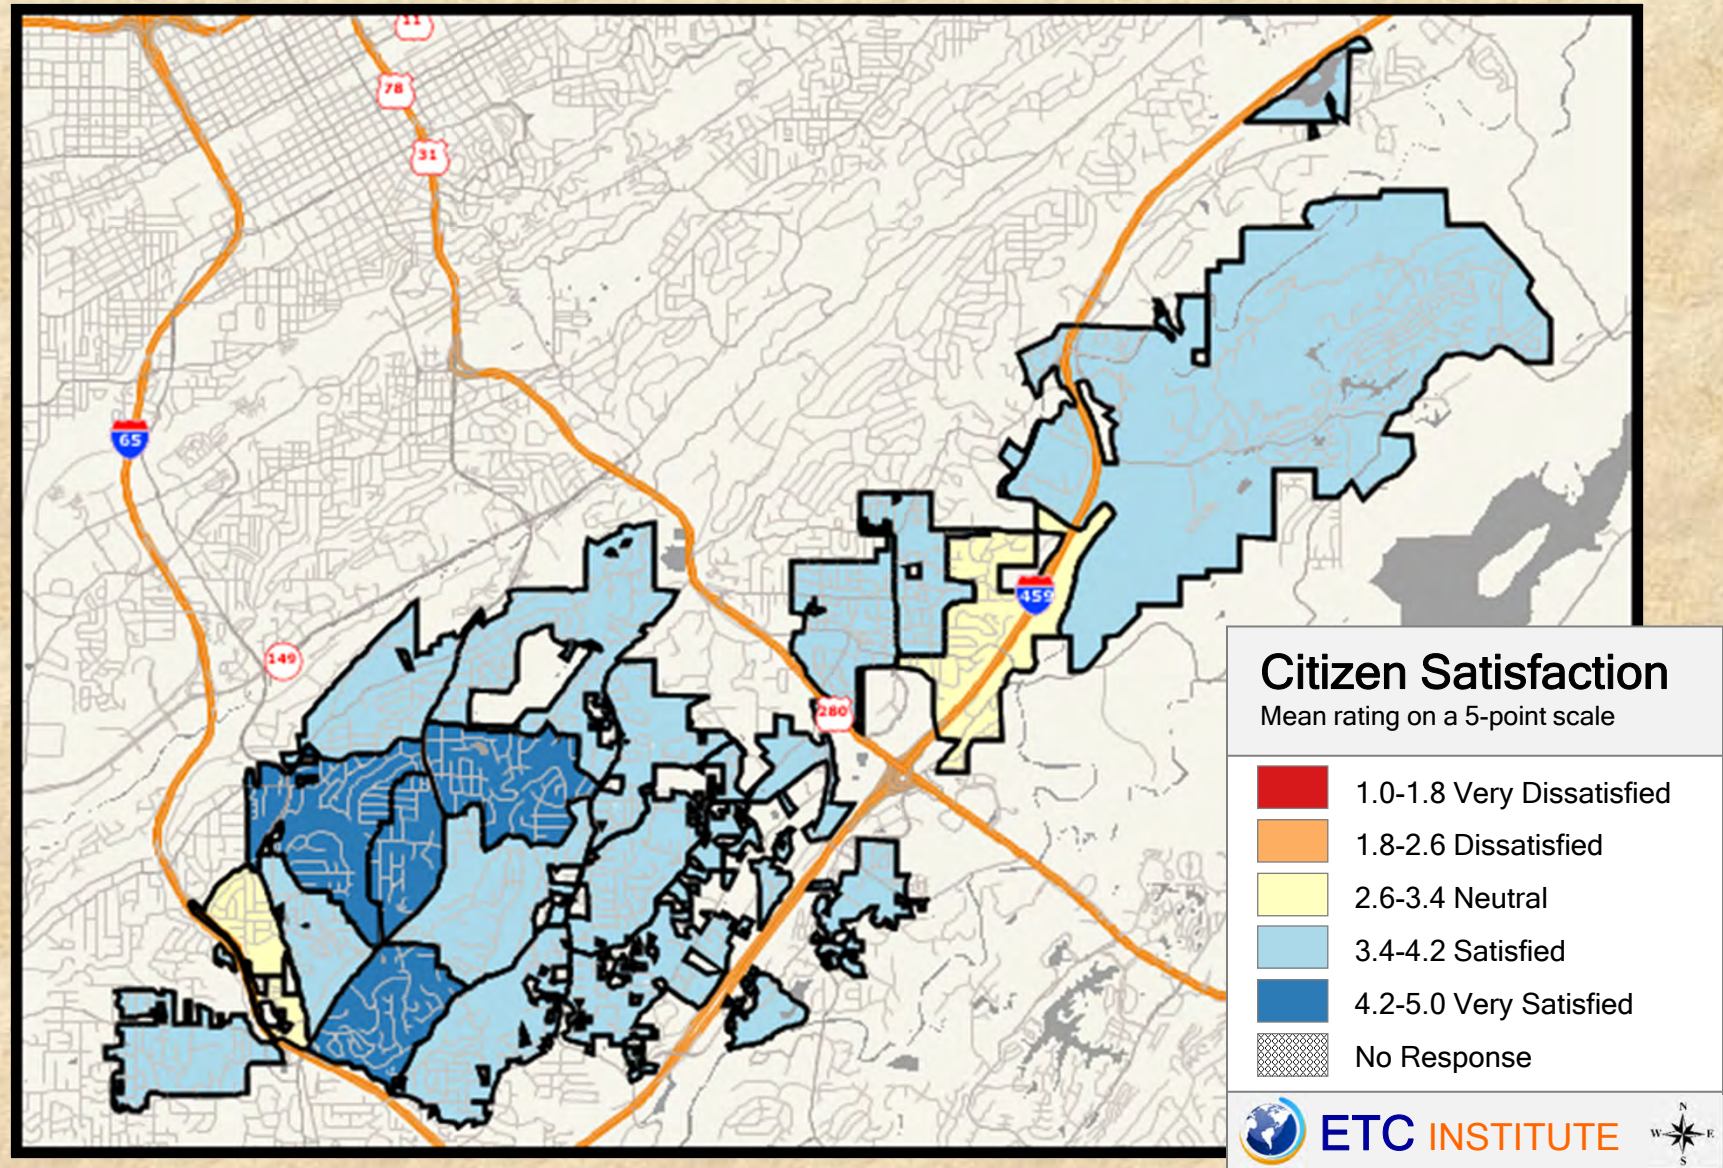 11
78
31
65
149
280
459
Citizen Satisfaction
Mean rating on a 5-point scale
1.0-1.8 Very Dissatisfied
1.8-2.6 Dissatisfied
2.6-3.4 Neutral
3.4-4.2 Satisfied
4.2-5.0 Very Satisfied
No Response
ETC INSTITUTE
N
W E
S